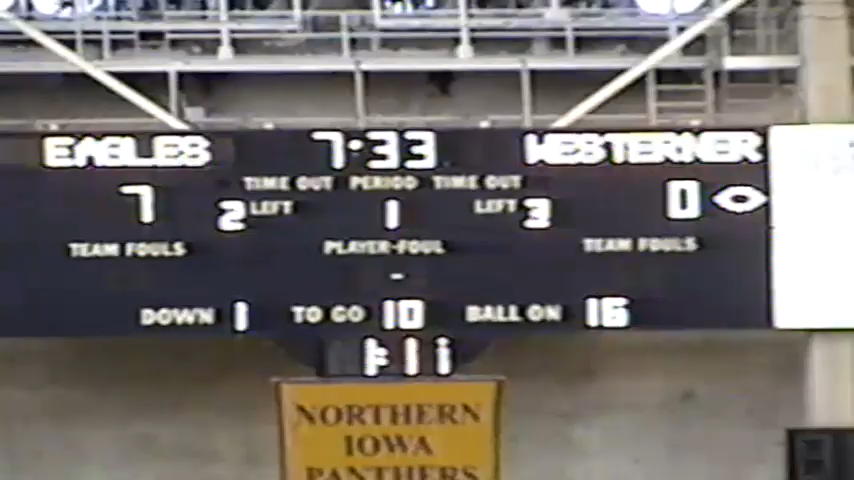 EAGLES 7:33 WESTERNER
TIME OUT PERIOD TIME OUT
7 2 LEFT 1 LEFT 3 0
TEAM FOULS PLAYER-FOUL TEAM FOULS
-
DOWN 1 TO GO 10 BALL ON 16
NORTHERN
IOWA
PANTHERS